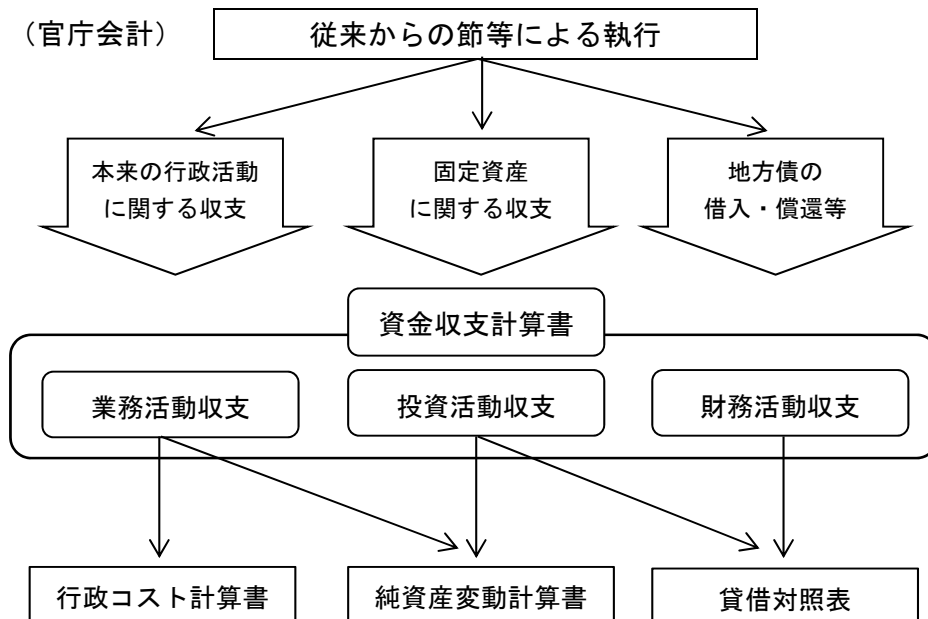 （官庁会計）
従来からの節等による執行
本来の行政活動
に関する収支
固定資産
に関する収支
地方債の
借入・償還等
資金収支計算書
業務活動収支
投資活動収支
財務活動収支
行政コスト計算書
純資産変動計算書
貸借対照表